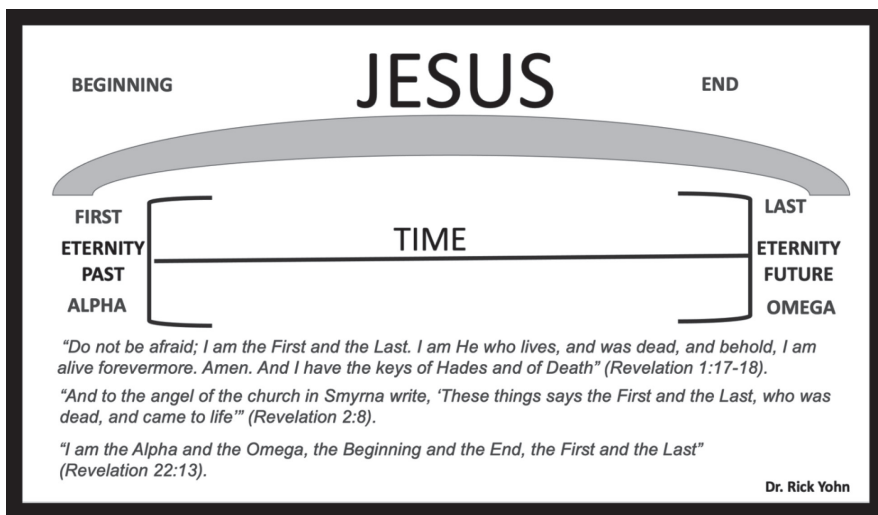 JESUS
BEGINNING
END
FIRST
LAST
TIME
ETERNITY
PAST
ETERNITY
FUTURE
ALPHA
OMEGA
“Do not be afraid; I am the First and the Last. I am He who lives, and was dead, and behold, I am
alive forevermore. Amen. And I have the keys of Hades and of Death” (Revelation 1:17-18).
“And to the angel of the church in Smyrna write, ‘These things says the First and the Last, who was
dead, and came to life’” (Revelation 2:8).
“I am the Alpha and the Omega, the Beginning and the End, the First and the Last”
(Revelation 22:13).
Dr. Rick Yohn